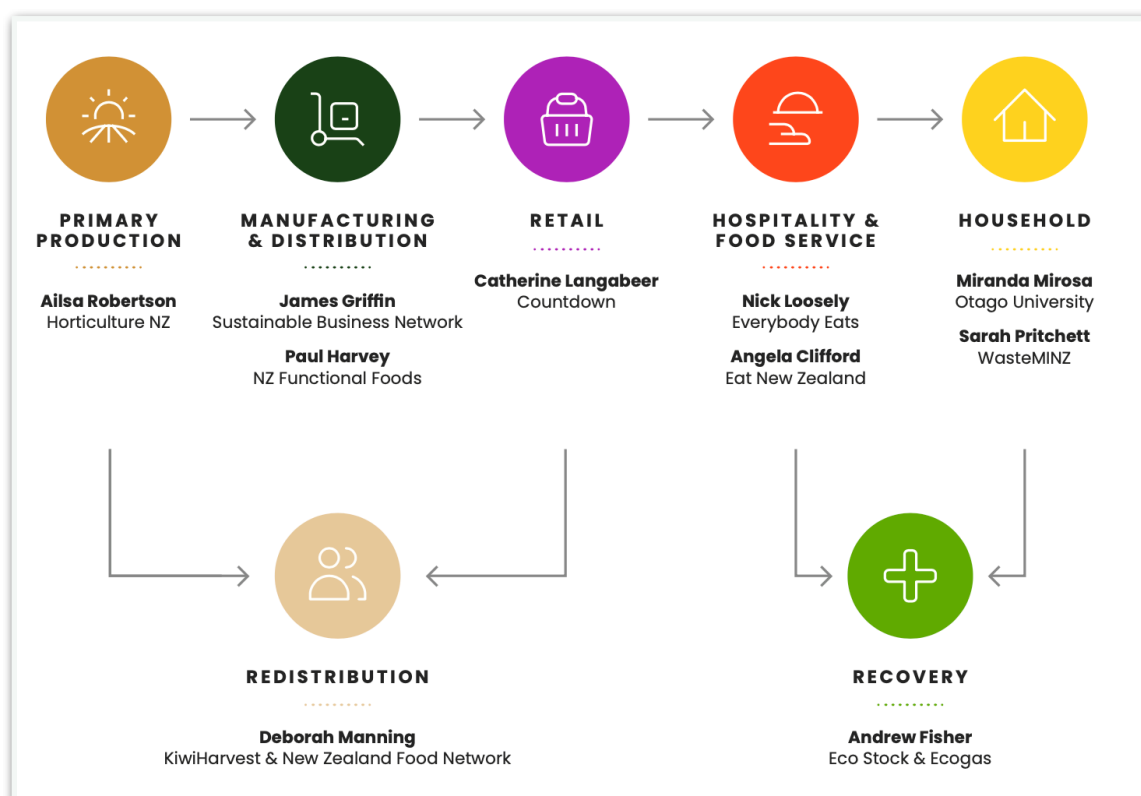 PRIMARY
PRODUCTION
Ailsa Robertson
Horticulture NZ
MANUFACTURING
& DISTRIBUTION
James Griffin
Sustainable Business Network
Paul Harvey
NZ Functional Foods
RETAIL
Catherine Langabeer
Countdown
HOSPITALITY &
FOOD SERVICE
Nick Loosely
Everybody Eats
Angela Clifford
Eat New Zealand
HOUSEHOLD
Miranda Mirosa
Otago University
Sarah Pritchett
WasteMINZ
REDISTRIBUTION
Deborah Manning
KiwiHarvest & New Zealand Food Network
RECOVERY
Andrew Fisher
Eco Stock & Ecogas